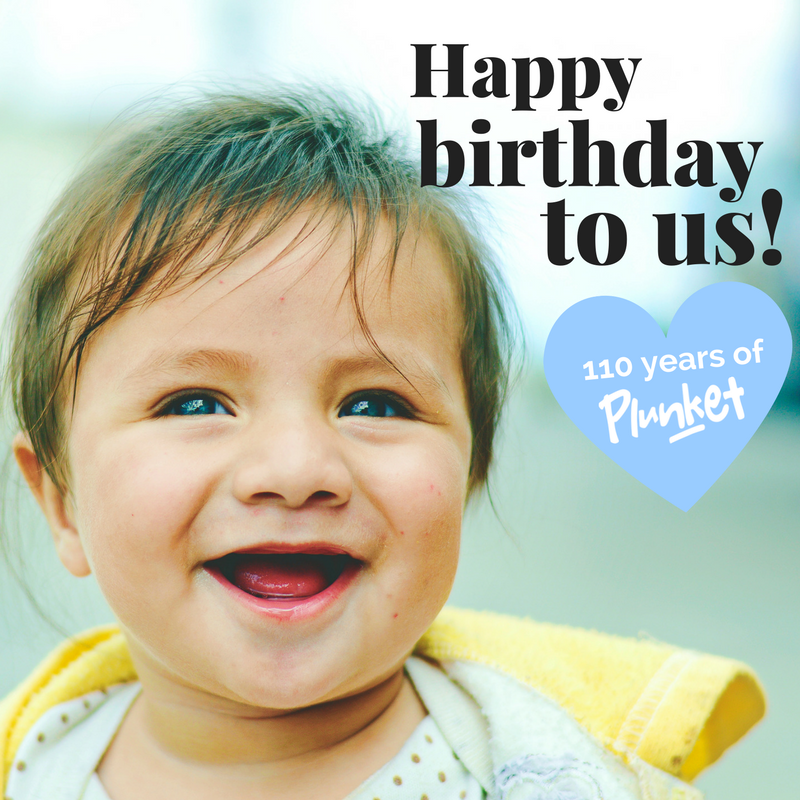 Happy
birthday
to us!
110 years of
Plunket